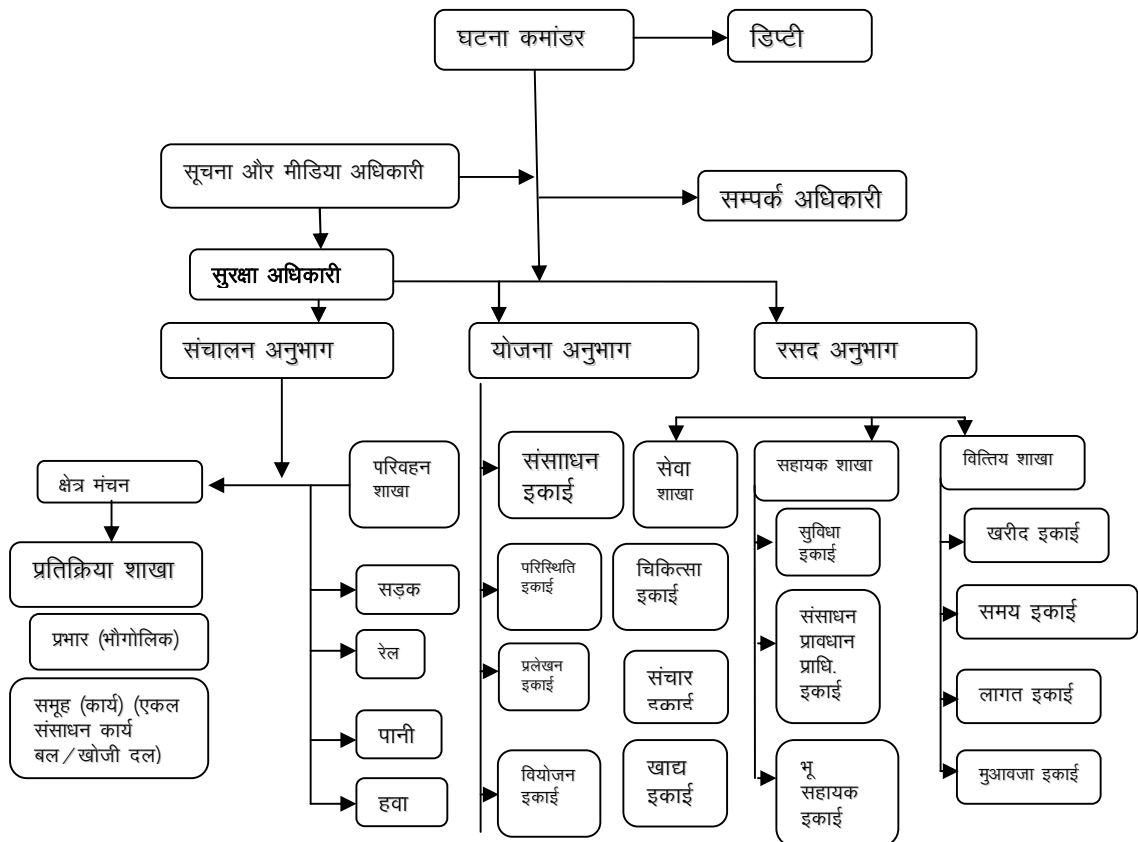 घटना कमांडर
डिप्टी
सूचना और मीडिया अधिकारी
सम्पर्क अधिकारी
सुरक्षा अधिकारी
संचालन अनुभाग
योजना अनुभाग
रसद अनुभाग
क्षेत्र मंचन
प्रतिक्रिया शाखा
प्रभार (भौगोलिक)
समूह (कार्य) (एकल
संसाधन कार्य
बल/खोजी दल)
परिवहन
शाखा
सड़क
रेल
पानी
हवा
संसााधन
इकाई
परिस्थिति
इकाई
प्रलेखन
इकाई
वियोजन
इकाई
सेवा
शाखा
चिकित्सा
इकाई
संचार
इकाई
खाद्य
इकाई
सहायक शाखा
सुविधा
इकाई
संसाधन
प्रावधान
प्राधि.
इकाई
भू
सहायक
इकाई
वित्तिय शाखा
खरीद इकाई
समय इकाई
लागत इकाई
मुआवजा इकाई